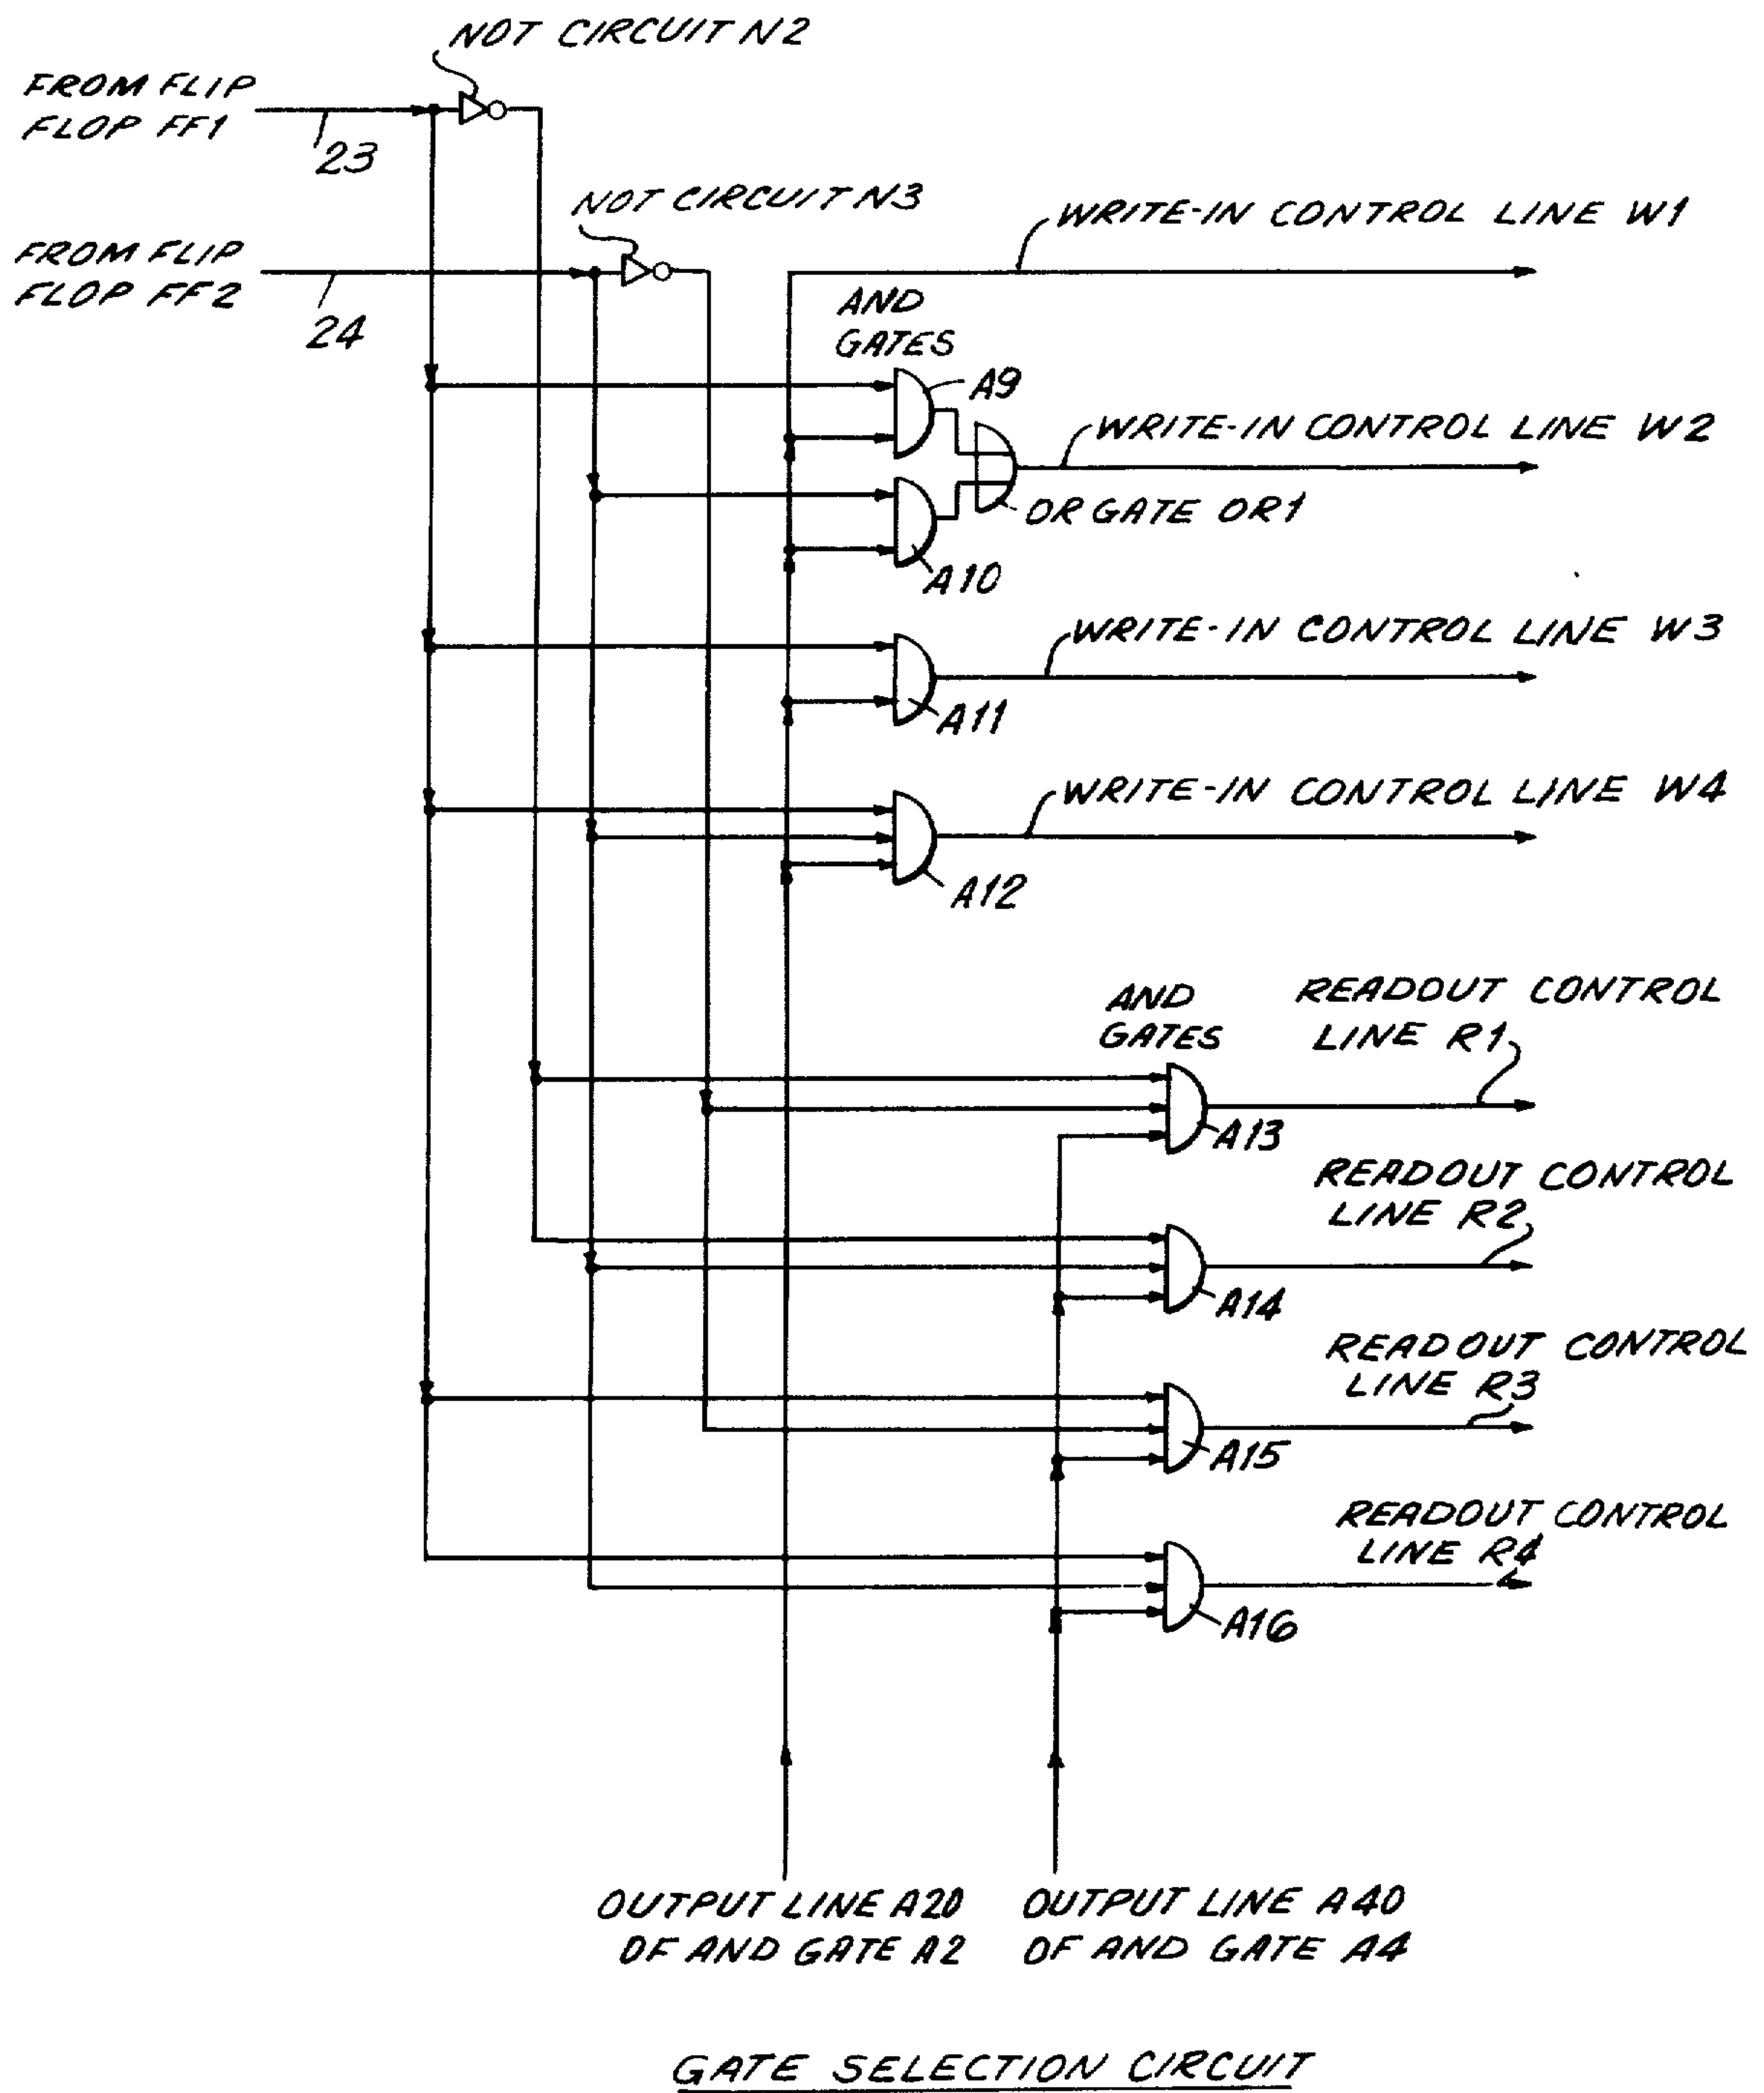 NOT CIRCUIT N2
FROM FLIP
FLOP FF1
23
NOT CIRCUIT N3
FROM FLIP
FLOP FF2
24
WRITE-IN CONTROL LINE W1
AND
GATES
A9
WRITE-IN CONTROL LINE W2
OR GATE OR1
A10
WRITE-IN CONTROL LINE W3
A11
WRITE-IN CONTROL LINE W4
A12
AND
GATES
READOUT CONTROL
LINE R1
A13
READOUT CONTROL
LINE R2
A14
READOUT CONTROL
LINE R3
A15
READOUT CONTROL
LINE R4
A16
OUTPUT LINE A20
OF AND GATE A2
OUTPUT LINE A40
OF AND GATE A4
GATE SELECTION CIRCUIT